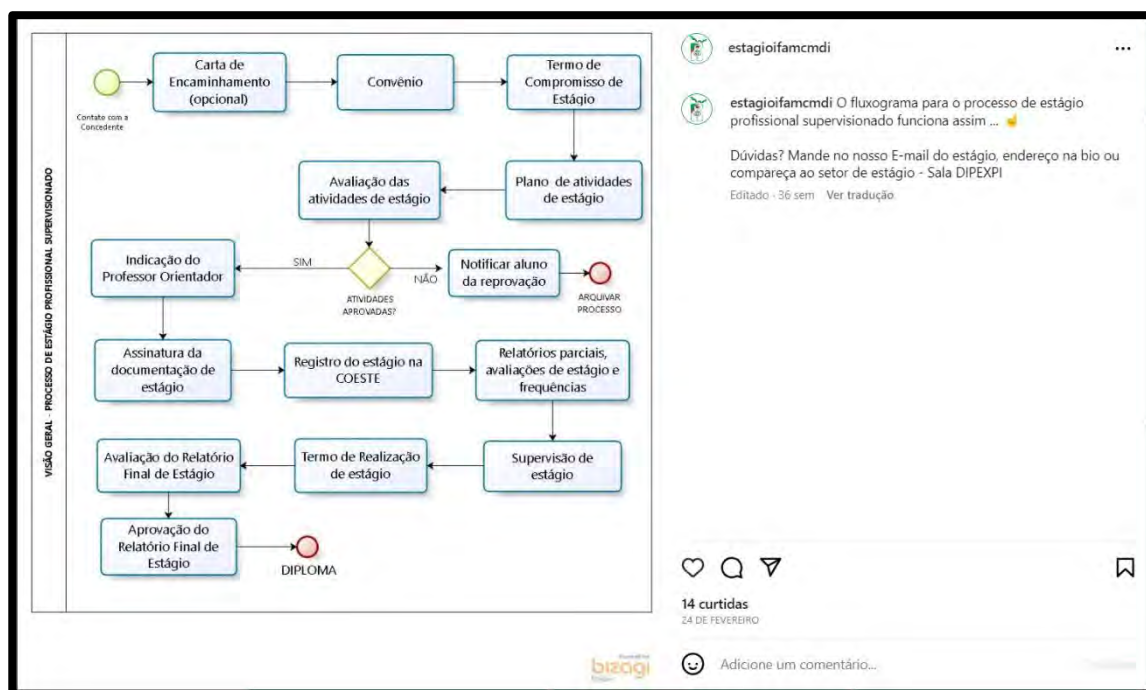 VISÃO GERAL - PROCESSO DE ESTÁGIO PROFISSIONAL SUPERVISIONADO
Contato com a
Concedente
Carta de
Encaminhamento
(opcional)
Convênio
Termo de
Compromisso de
Estágio
Plano de atividades
de estágio
Avaliação das
atividades de estágio
ATIVIDADES
APROVADAS?
SIM
NÃO
Notificar aluno
da reprovação
ARQUIVAR
PROCESSO
Indicação do
Professor Orientador
Assinatura da
documentação de
estágio
Registro do estágio na
COESTE
Relatórios parciais,
avaliações de estágio e
frequências
Supervisão de
estágio
Termo de Realização
de estágio
Avaliação do Relatório
Final de Estágio
Aprovação do
Relatório Final de
Estágio
DIPLOMA
bizagi
estagioifamcmdi
estagioifamcmdi O fluxograma para o processo de estágio
profissional supervisionado funciona assim ... ☝
Dúvidas? Mande no nosso E-mail do estágio, endereço na bio ou
compareça ao setor de estágio - Sala DIPEXPI
Editado · 36 sem Ver tradução
14 curtidas
24 DE FEVEREIRO
Adicione um comentário...